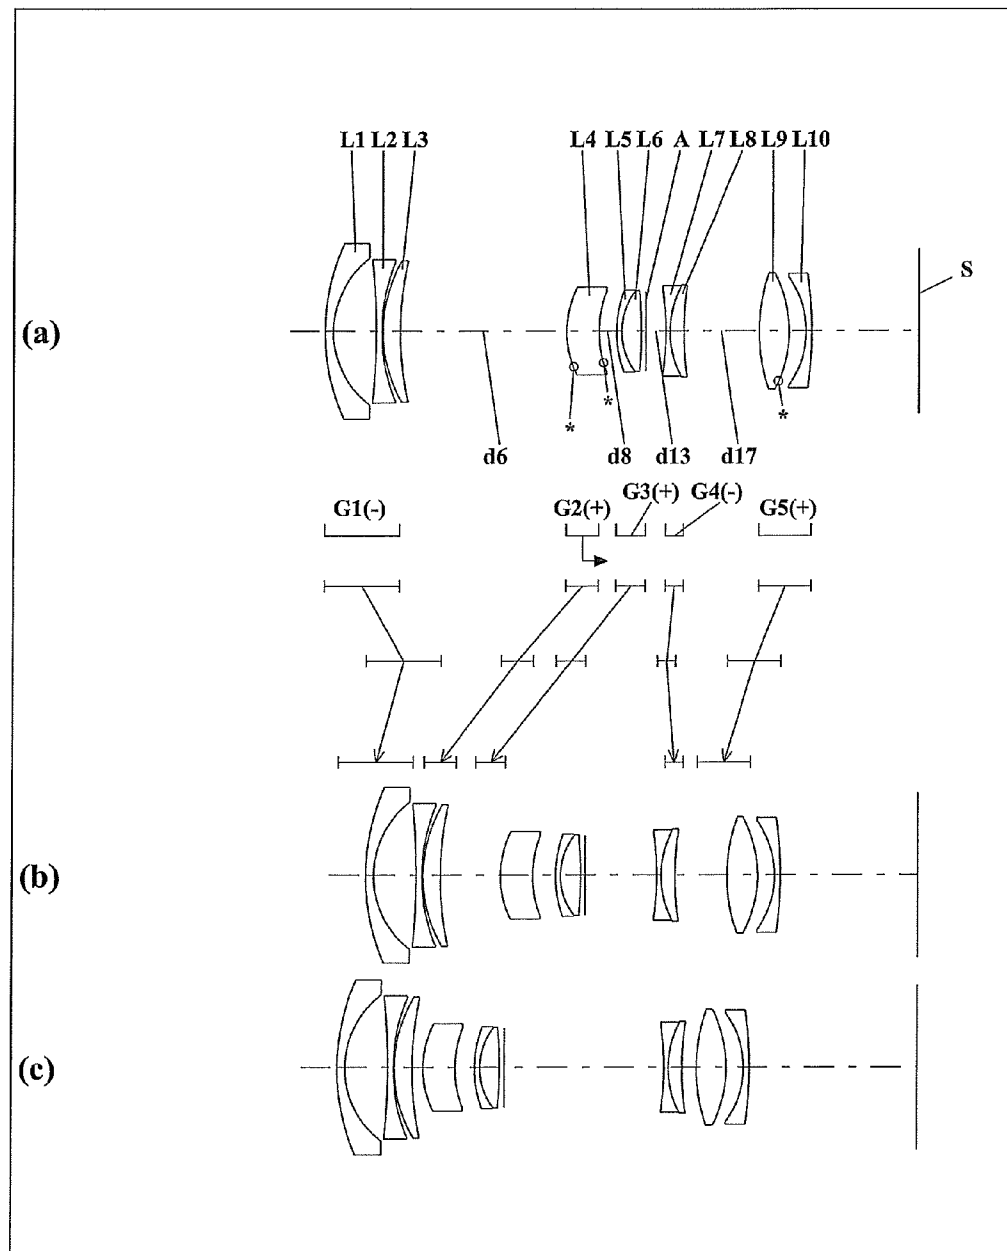 L1 L2 L3 L4 L5 L6 A L7 L8 L9 L10
S
(a)
* * *
d6 d8 d13 d17
G1(-) G2(+) G3(+) G4(-) G5(+)
(b)
(c)